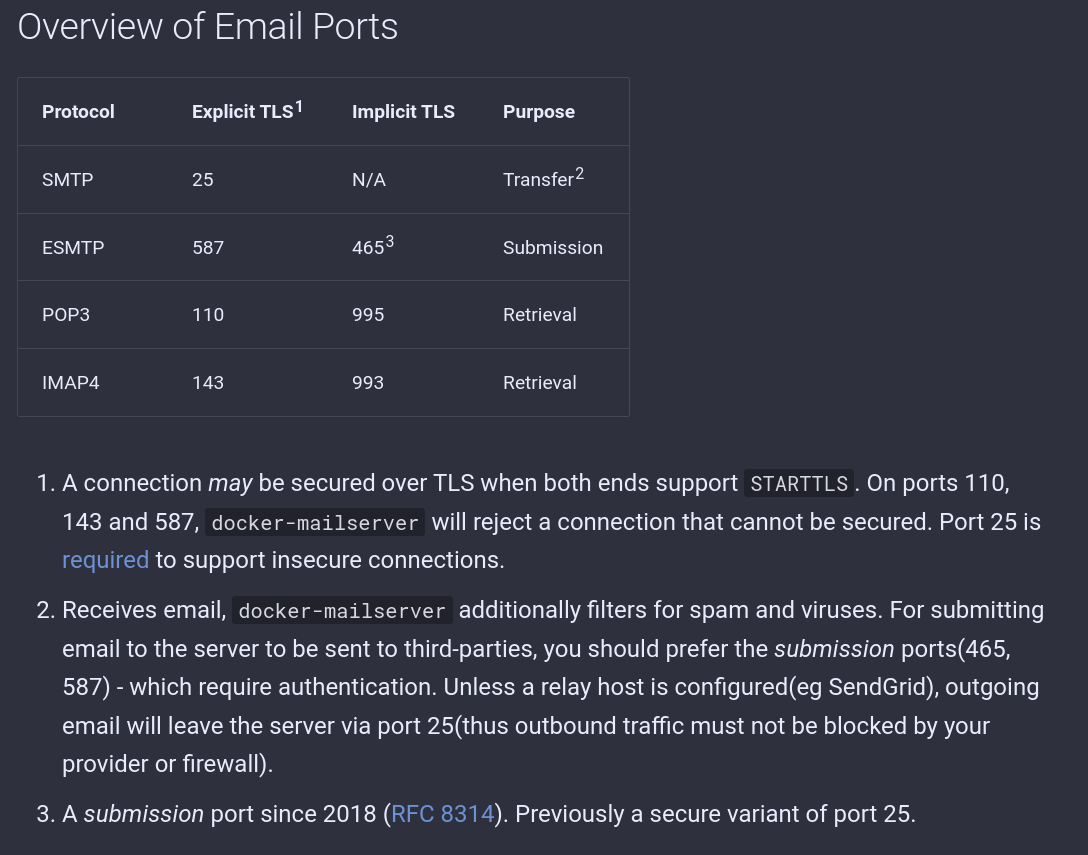 Overview of Email Ports
Protocol Explicit TLS1 Implicit TLS Purpose
SMTP 25 N/A Transfer2
ESMTP 587 4653 Submission
POP3 110 995 Retrieval
IMAP4 143 993 Retrieval
1. A connection may be secured over TLS when both ends support STARTTLS. On ports 110,
143 and 587, docker-mailserver will reject a connection that cannot be secured. Port 25 is
required to support insecure connections.
2. Receives email, docker-mailserver additionally filters for spam and viruses. For submitting
email to the server to be sent to third-parties, you should prefer the submission ports(465,
587) - which require authentication. Unless a relay host is configured(eg SendGrid), outgoing
email will leave the server via port 25(thus outbound traffic must not be blocked by your
provider or firewall).
3. A submission port since 2018 (RFC 8314). Previously a secure variant of port 25.